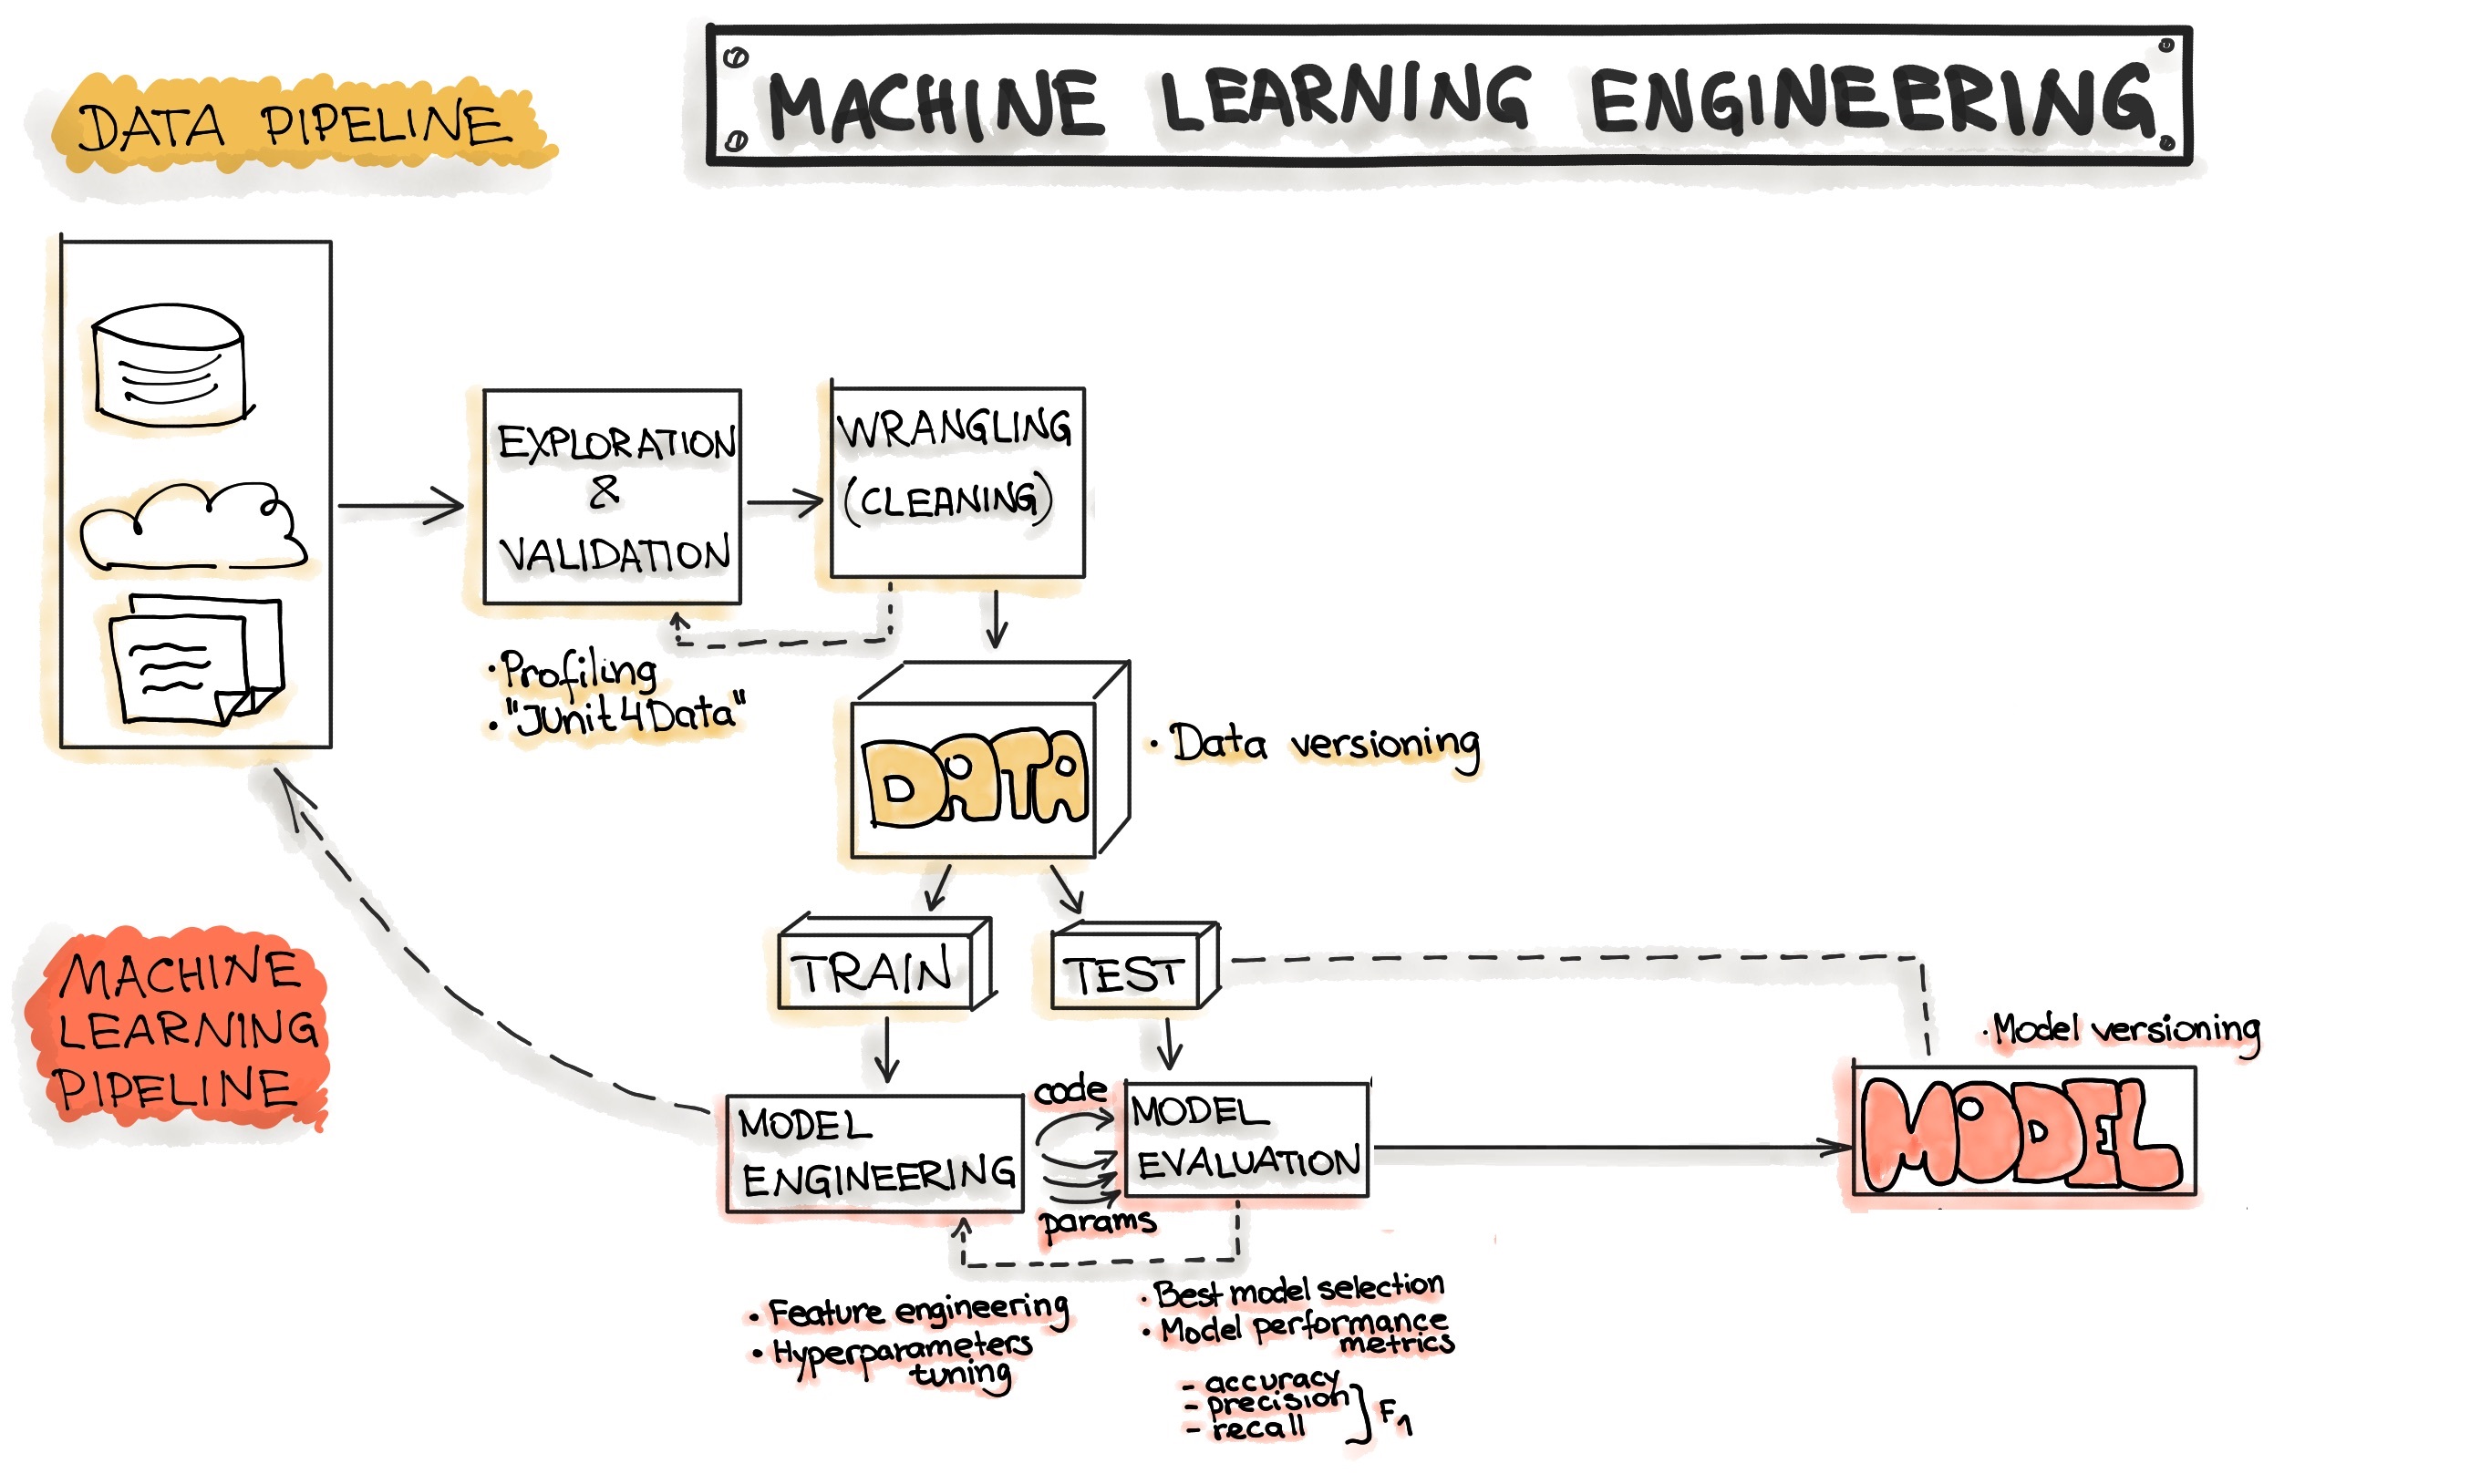 MACHINE LEARNING ENGINEERING
DATA PIPELINE
EXPLORATION
&
VALIDATION
WRANGLING
(CLEANING)
• Profiling
• "JUnit4Data"
DATA
• Data versioning
TRAIN
TEST
MACHINE
LEARNING
PIPELINE
MODEL
ENGINEERING
code
params
MODEL
EVALUATION
• Model versioning
MODEL
• Feature engineering
• Hyperparameters
tuning
• Best model selection
• Model performance
metrics
- accuracy
- precision
- recall
F1